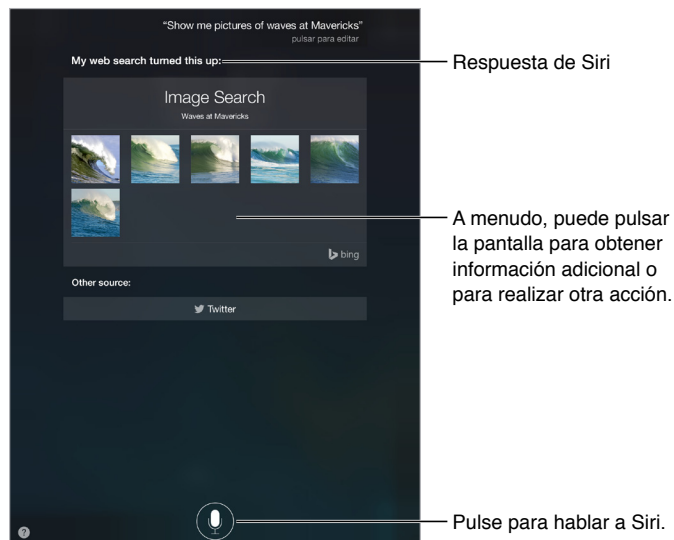 “Show me pictures of waves at Mavericks”
pulsar para editar
My web search turned this up:
Respuesta de Siri
Image Search
Waves at Mavericks
A menudo, puede pulsar
la pantalla para obtener
información adicional o
para realizar otra acción.
bing
Other source:
Twitter
Pulse para hablar a Siri.
?